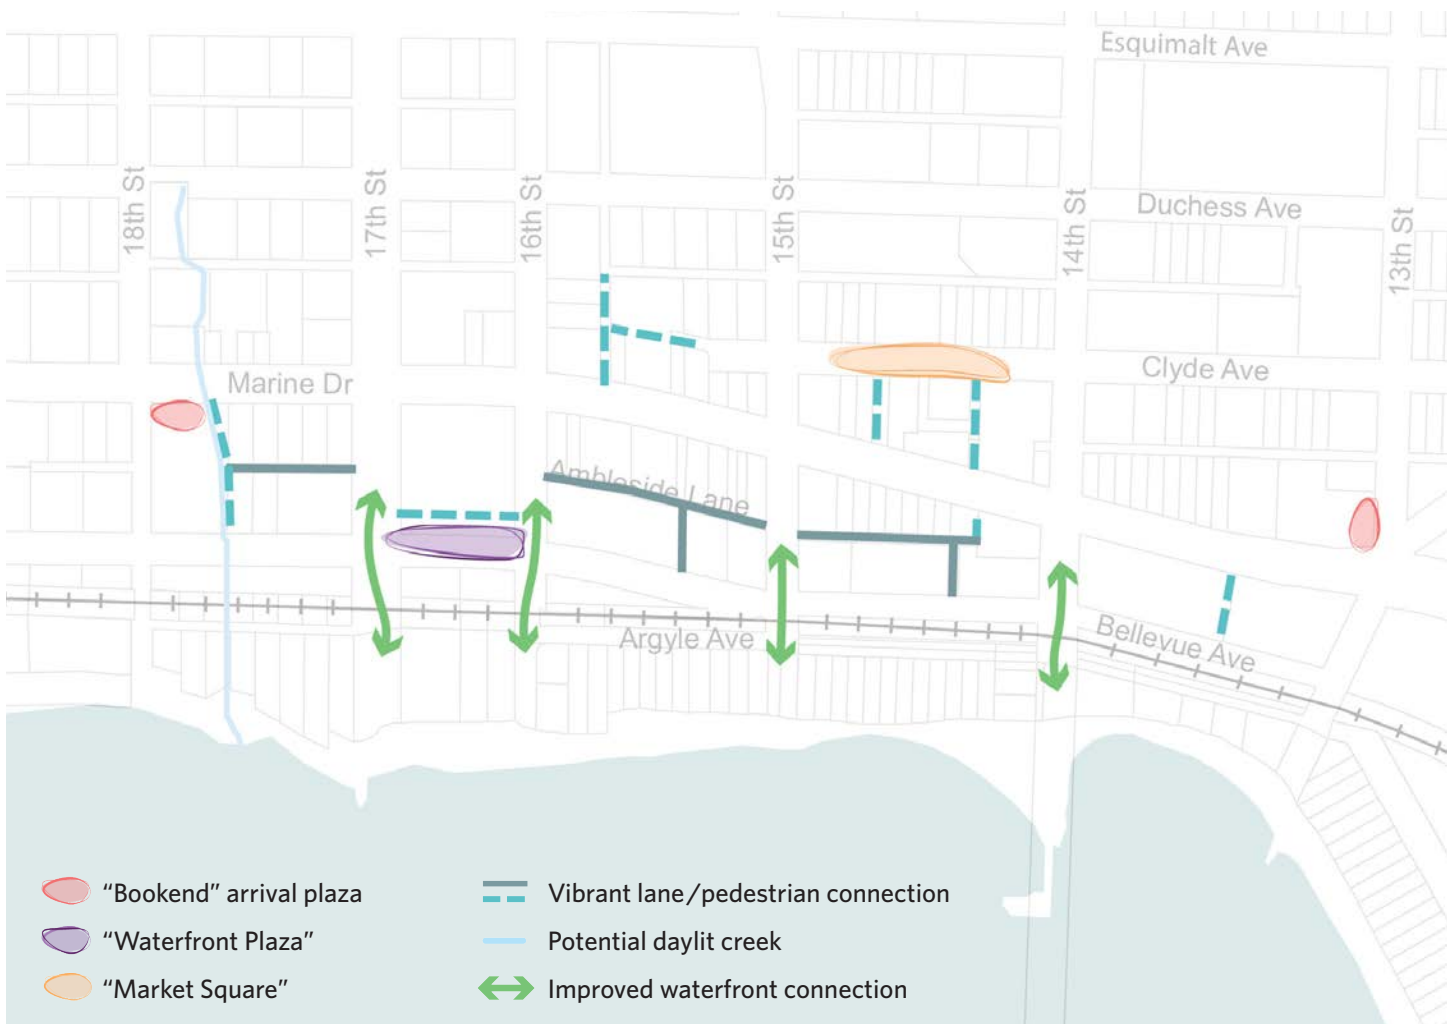 Esquimalt Ave
18th St
17th St
16th St
15th St
14th St
Duchess Ave
13th St
Marine Dr
Clyde Ave
Ambleside Lane
Argyle Ave
Bellevue Ave
“Bookend” arrival plaza
“Waterfront Plaza”
“Market Square”
Vibrant lane/pedestrian connection
Potential daylit creek
Improved waterfront connection